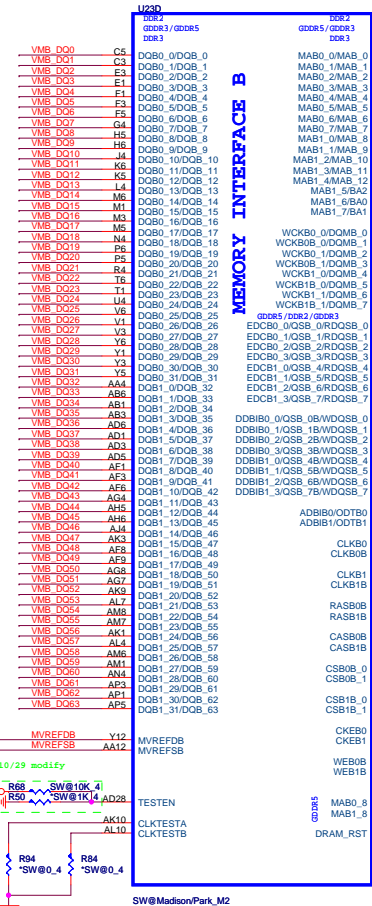 U23D
DDR2
GDDR3/GDDR5
DDR3
VMB_DQ0 C5 DQB0_0/DQB_0
VMB_DQ1 C3 DQB0_1/DQB_1
VMB_DQ2 E3 DQB0_2/DQB_2
VMB_DQ3 E1 DQB0_3/DQB_3
VMB_DQ4 F1 DQB0_4/DQB_4
VMB_DQ5 F3 DQB0_5/DQB_5
VMB_DQ6 F5 DQB0_6/DQB_6
VMB_DQ7 G4 DQB0_7/DQB_7
VMB_DQ8 H5 DQB0_8/DQB_8
VMB_DQ9 H6 DQB0_9/DQB_9
VMB_DQ10 J4 DQB0_10/DQB_10
VMB_DQ11 K6 DQB0_11/DQB_11
VMB_DQ12 K5 DQB0_12/DQB_12
VMB_DQ13 L4 DQB0_13/DQB_13
VMB_DQ14 M6 DQB0_14/DQB_14
VMB_DQ15 M1 DQB0_15/DQB_15
VMB_DQ16 M3 DQB0_16/DQB_16
VMB_DQ17 M5 DQB0_17/DQB_17
VMB_DQ18 N4 DQB0_18/DQB_18
VMB_DQ19 P6 DQB0_19/DQB_19
VMB_DQ20 P5 DQB0_20/DQB_20
VMB_DQ21 R4 DQB0_21/DQB_21
VMB_DQ22 T6 DQB0_22/DQB_22
VMB_DQ23 T1 DQB0_23/DQB_23
VMB_DQ24 U4 DQB0_24/DQB_24
VMB_DQ25 V6 DQB0_25/DQB_25
VMB_DQ26 V1 DQB0_26/DQB_26
VMB_DQ27 V3 DQB0_27/DQB_27
VMB_DQ28 Y6 DQB0_28/DQB_28
VMB_DQ29 Y1 DQB0_29/DQB_29
VMB_DQ30 Y3 DQB0_30/DQB_30
VMB_DQ31 Y5 DQB0_31/DQB_31
VMB_DQ32 AA4 DQB1_0/DQB_32
VMB_DQ33 AB6 DQB1_1/DQB_33
VMB_DQ34 AB1 DQB1_2/DQB_34
VMB_DQ35 AB3 DQB1_3/DQB_35
VMB_DQ36 AD6 DQB1_4/DQB_36
VMB_DQ37 AD1 DQB1_5/DQB_37
VMB_DQ38 AD3 DQB1_6/DQB_38
VMB_DQ39 AD5 DQB1_7/DQB_39
VMB_DQ40 AF1 DQB1_8/DQB_40
VMB_DQ41 AF3 DQB1_9/DQB_41
VMB_DQ42 AF6 DQB1_10/DQB_42
VMB_DQ43 AG4 DQB1_11/DQB_43
VMB_DQ44 AH5 DQB1_12/DQB_44
VMB_DQ45 AH6 DQB1_13/DQB_45
VMB_DQ46 AJ4 DQB1_14/DQB_46
VMB_DQ47 AK3 DQB1_15/DQB_47
VMB_DQ48 AF8 DQB1_16/DQB_48
VMB_DQ49 AF9 DQB1_17/DQB_49
VMB_DQ50 AG8 DQB1_18/DQB_50
VMB_DQ51 AG7 DQB1_19/DQB_51
VMB_DQ52 AK9 DQB1_20/DQB_52
VMB_DQ53 AL7 DQB1_21/DQB_53
VMB_DQ54 AM8 DQB1_22/DQB_54
VMB_DQ55 AM7 DQB1_23/DQB_55
VMB_DQ56 AK1 DQB1_24/DQB_56
VMB_DQ57 AL4 DQB1_25/DQB_57
VMB_DQ58 AM6 DQB1_26/DQB_58
VMB_DQ59 AM1 DQB1_27/DQB_59
VMB_DQ60 AN4 DQB1_28/DQB_60
VMB_DQ61 AP3 DQB1_29/DQB_61
VMB_DQ62 AP1 DQB1_30/DQB_62
VMB_DQ63 AP5 DQB1_31/DQB_63
MVREFDB Y12 MVREFDB
MVREFSB AA12 MVREFSB
10/29 modify
R68 SW@10K_4
R50 *SW@1K_4
AD28 TESTEN
AK10 CLKTESTA
AL10 CLKTESTB
R94
*SW@0_4
R84
*SW@0_4
MEMORY INTERFACE B
DDR2
GDDR5/GDDR3
DDR3
MAB0_0/MAB_0
MAB0_1/MAB_1
MAB0_2/MAB_2
MAB0_3/MAB_3
MAB0_4/MAB_4
MAB0_5/MAB_5
MAB0_6/MAB_6
MAB0_7/MAB_7
MAB1_0/MAB_8
MAB1_1/MAB_9
MAB1_2/MAB_10
MAB1_3/MAB_11
MAB1_4/MAB_12
MAB1_5/BA2
MAB1_6/BA0
MAB1_7/BA1
WCKB0_0/DQMB_0
WCKB0B_0/DQMB_1
WCKB0_1/DQMB_2
WCKB0B_1/DQMB_3
WCKB1_0/DQMB_4
WCKB1B_0/DQMB_5
WCKB1_1/DQMB_6
WCKB1B_1/DQMB_7
GDDR5/DDR2/GDDR3
EDCB0_0/QSB_0/RDQSB_0
EDCB0_1/QSB_1/RDQSB_1
EDCB0_2/QSB_2/RDQSB_2
EDCB0_3/QSB_3/RDQSB_3
EDCB1_0/QSB_4/RDQSB_4
EDCB1_1/QSB_5/RDQSB_5
EDCB1_2/QSB_6/RDQSB_6
EDCB1_3/QSB_7/RDQSB_7
DDBIB0_0/QSB_0B/WDQSB_0
DDBIB0_1/QSB_1B/WDQSB_1
DDBIB0_2/QSB_2B/WDQSB_2
DDBIB0_3/QSB_3B/WDQSB_3
DDBIB1_0/QSB_4B/WDQSB_4
DDBIB1_1/QSB_5B/WDQSB_5
DDBIB1_2/QSB_6B/WDQSB_6
DDBIB1_3/QSB_7B/WDQSB_7
ADBIB0/ODTB0
ADBIB1/ODTB1
CLKB0
CLKB0B
CLKB1
CLKB1B
RASB0B
RASB1B
CASB0B
CASB1B
CSB0B_0
CSB0B_1
CSB1B_0
CSB1B_1
CKEB0
CKEB1
WEB0B
WEB1B
GDDR5
MAB0_8
MAB1_8
DRAM_RST
SW@Madison/Park_M2